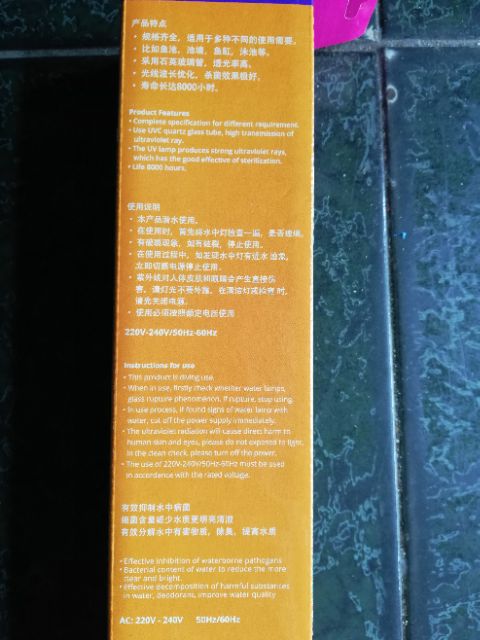 产品特点
• 规格齐全，适用于多种不同的使用需要。
• 比如鱼池，池塘，鱼缸，泳池等。
• 采用石英玻璃管，透光率高。
• 光线波长优化，杀菌效果极好。
• 寿命长达8000小时。
Product Features
• Complete specification for different requirement.
• Use UVC quartz glass tube, high transmission of
ultraviolet ray.
• The UV lamp produces strong ultraviolet rays,
which has the good effective of sterilization.
• Life 8000 hours.
使用说明
• 本产品潜水使用。
• 在使用时，首先将水中灯检查一遍，是否玻璃，
• 有破裂现象，如有破裂，停止使用。
• 在使用过程中，如发现水中灯有近水迹象，
立即切断电源停止使用。
• 紫外线对人体皮肤和眼睛会产生直接伤
害，请灯光不要外露，在清洁灯或检查时，
请先关闭电源。
• 使用必须按照额定电压使用
220V-240V/50Hz-60Hz
Instructions for use
• This product is diving use.
• When in use, firstly check whether water lamps,
glass rupture phenomenon. If rupture, stop using.
• In use process, if found signs of water lamp with
water, cut off the power supply immediately.
• The ultraviolet radiation will cause direct harm to
human skin and eyes, please do not exposed to light,
in the clean check, please turn off the power.
• The use of 220V-240V/50Hz-60Hz must be used
in accordance with the rated voltage.
有效抑制水中病菌
细菌含量减少水质更明亮清澈
有效分解水中有害物质，除臭，提高水质
• Effective inhibition of waterborne pathogens
• Bacterial content of water to reduce the more
clear and bright.
• Effective decomposition of harmful substances
in water, deodorant, improve water quality
AC: 220V - 240V 50Hz/60Hz